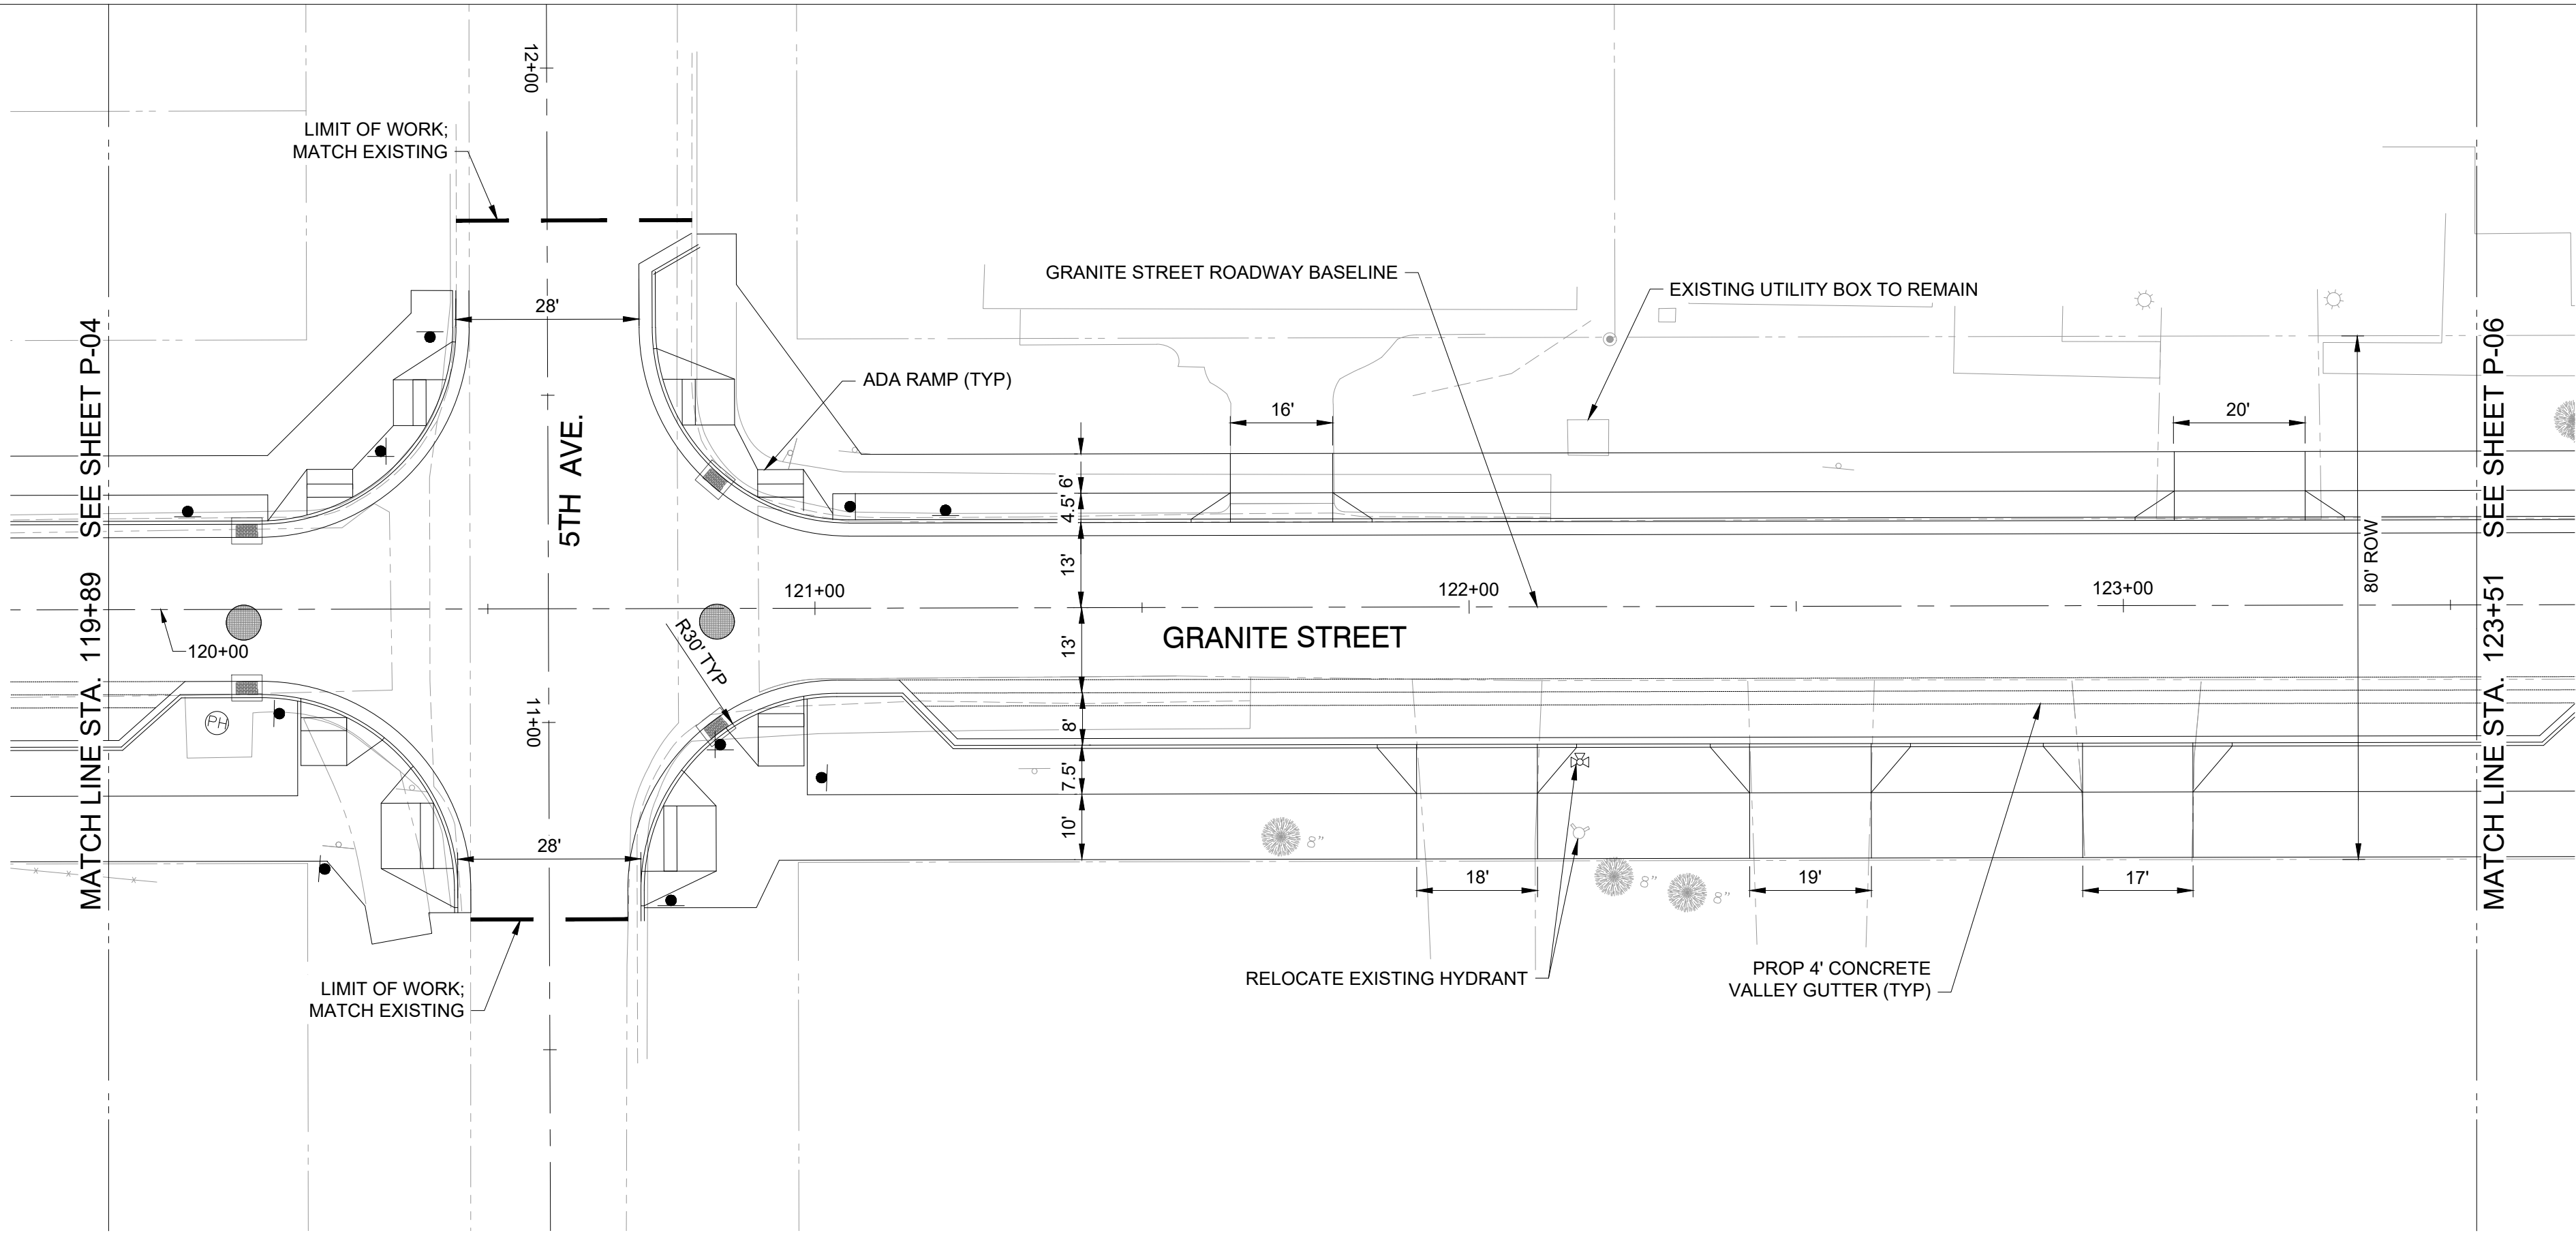 12+00
LIMIT OF WORK;
MATCH EXISTING
GRANITE STREET ROADWAY BASELINE
EXISTING UTILITY BOX TO REMAIN
28'
ADA RAMP (TYP)
16'
20'
5TH AVE.
6'
4.5'
13'
80' ROW
MATCH LINE STA. 119+89 SEE SHEET P-04
MATCH LINE STA. 123+51 SEE SHEET P-06
121+00
122+00
123+00
120+00
R30' TYP
13'
GRANITE STREET
11+00
PH
8'
7.5'
10'
28'
8"
8"
8"
18'
19'
17'
RELOCATE EXISTING HYDRANT
PROP 4' CONCRETE
VALLEY GUTTER (TYP)
LIMIT OF WORK;
MATCH EXISTING